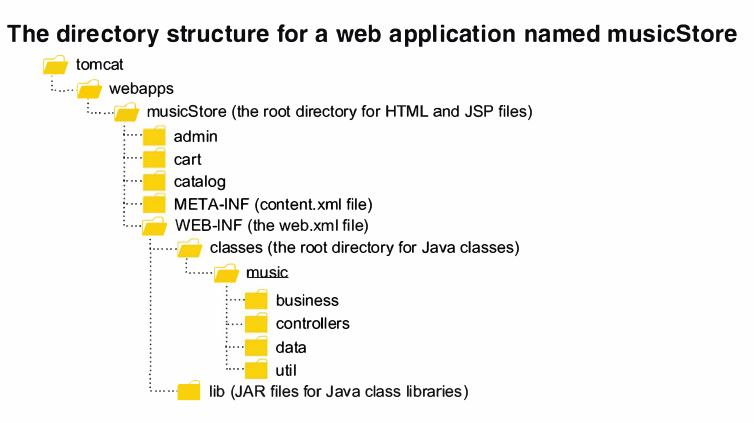 The directory structure for a web application named musicStore
tomcat
webapps
musicStore (the root directory for HTML and JSP files)
admin
cart
catalog
META-INF (content.xml file)
WEB-INF (the web.xml file)
classes (the root directory for Java classes)
music
business
controllers
data
util
lib (JAR files for Java class libraries)